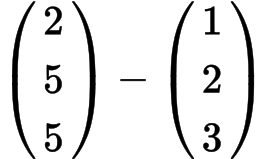 ( 2 ) − ( 1 )
( 5 ) − ( 2 )
( 5 ) − ( 3 )